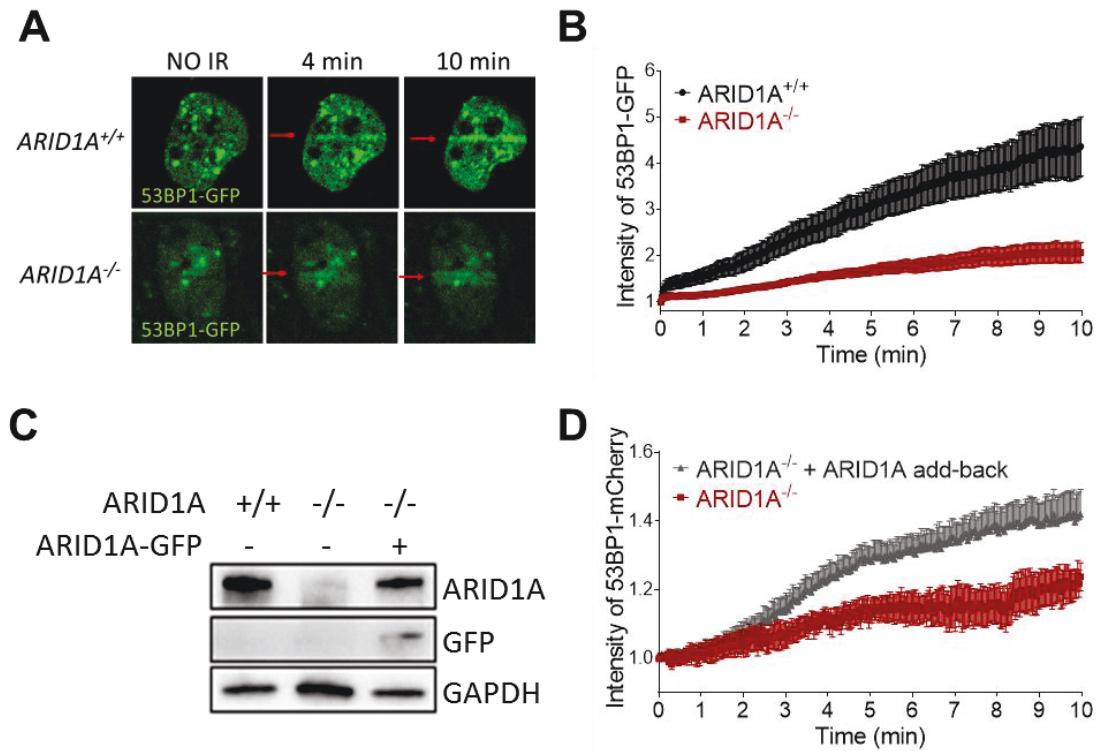 A
NO IR 4 min 10 min
ARID1A+/+
53BP1-GFP
ARID1A-/-
53BP1-GFP
B
Intensity of 53BP1-GFP
6
5
4
3
2
1
ARID1A+/+
ARID1A-/-
0 1 2 3 4 5 6 7 8 9 10
Time (min)
C
ARID1A +/+ -/- -/-
ARID1A-GFP - - +
ARID1A
GFP
GAPDH
D
Intensity of 53BP1-mCherry
1.6
1.4
1.2
1.0
ARID1A-/- + ARID1A add-back
ARID1A-/-
0 1 2 3 4 5 6 7 8 9 10
Time (min)